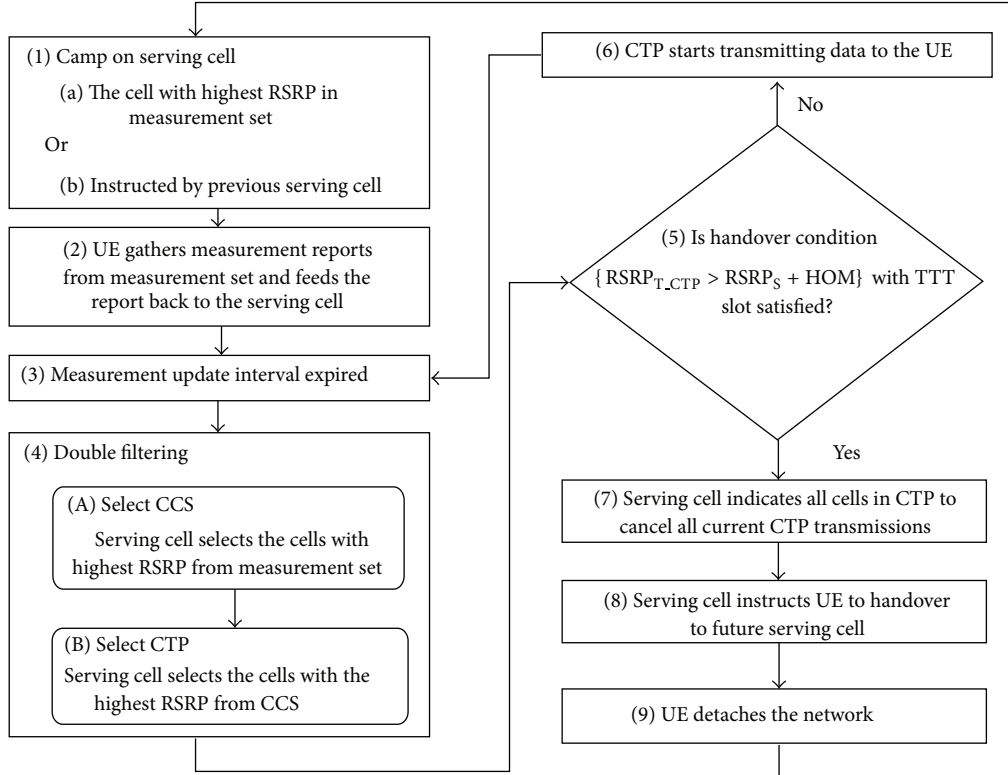 (1) Camp on serving cell
(a) The cell with highest RSRP in
measurement set
Or
(b) Instructed by previous serving cell
(2) UE gathers measurement reports
from measurement set and feeds the
report back to the serving cell
(3) Measurement update interval expired
(4) Double filtering
(A) Select CCS
Serving cell selects the cells with
highest RSRP from measurement set
(B) Select CTP
Serving cell selects the cells with the
highest RSRP from CCS
(6) CTP starts transmitting data to the UE
No
(5) Is handover condition
{RSRP_T_CTP > RSRP_S + HOM} with TTT
slot satisfied?
Yes
(7) Serving cell indicates all cells in CTP to
cancel all current CTP transmissions
(8) Serving cell instructs UE to handover
to future serving cell
(9) UE detaches the network